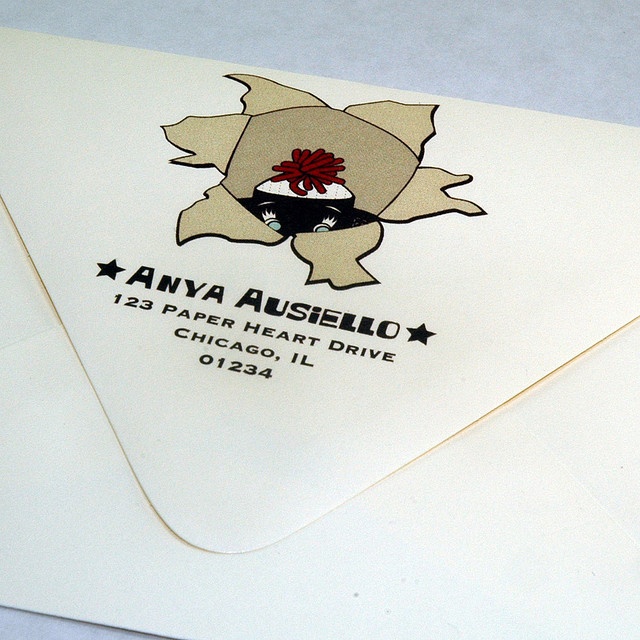 ★Anya Ausiello★
123 Paper Heart Drive
Chicago, IL
01234